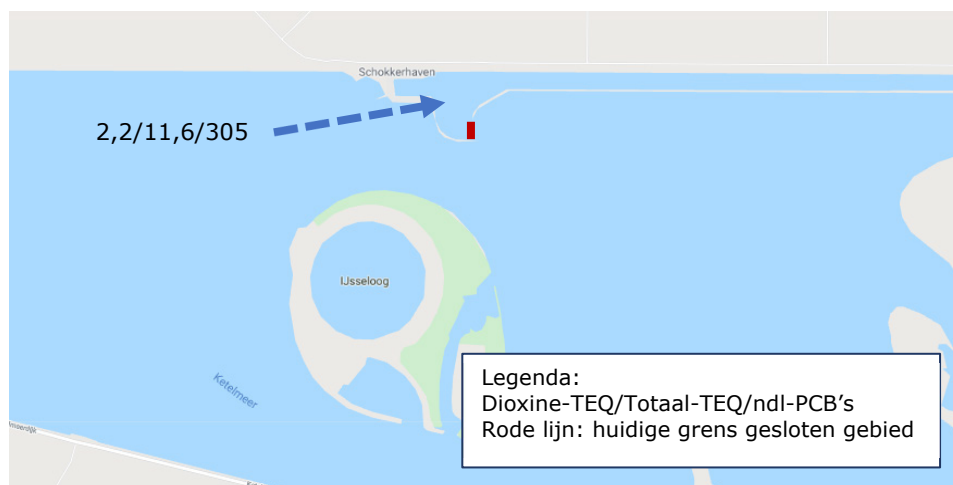 Schokkerhaven
2,2/11,6/305
IJsseloog
Ketelmeer
Legenda:
Dioxine-TEQ/Totaal-TEQ/ndl-PCB’s
Rode lijn: huidige grens gesloten gebied